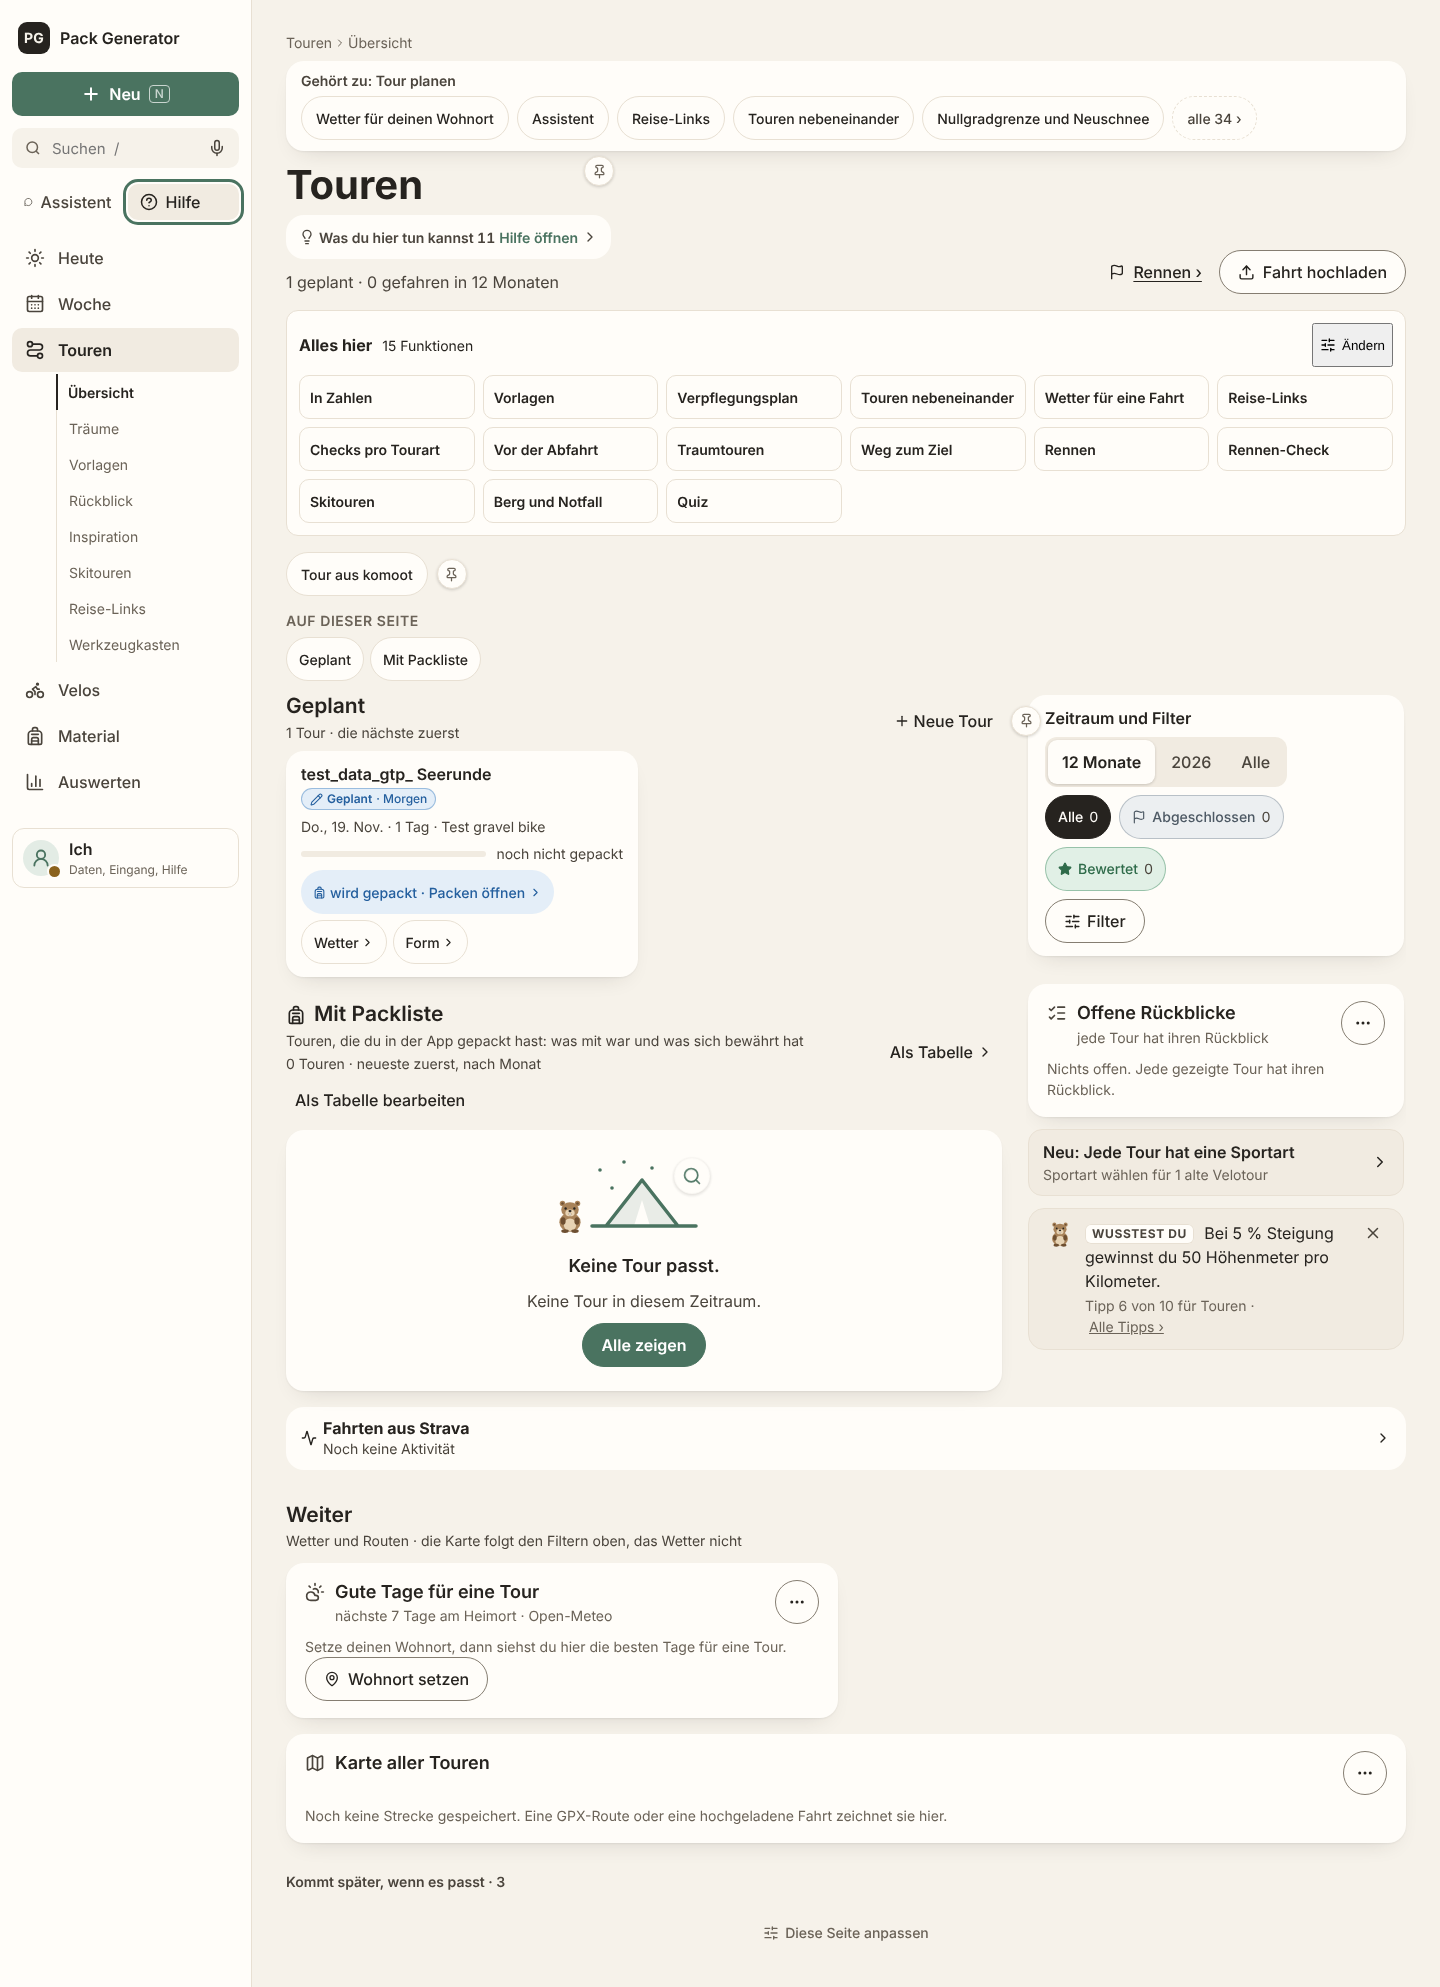 PG Pack Generator
Neu N
Suchen /
Assistent
Hilfe
Heute
Woche
Touren
Übersicht
Träume
Vorlagen
Rückblick
Inspiration
Skitouren
Reise-Links
Werkzeugkasten
Velos
Material
Auswerten
Ich
Daten, Eingang, Hilfe
Touren › Übersicht
Gehört zu: Tour planen
Wetter für deinen Wohnort
Assistent
Reise-Links
Touren nebeneinander
Nullgradgrenze und Neuschnee
alle 34 ›
Touren
Was du hier tun kannst 11 Hilfe öffnen
1 geplant · 0 gefahren in 12 Monaten
Rennen ›
Fahrt hochladen
Alles hier 15 Funktionen
Ändern
In Zahlen
Vorlagen
Verpflegungsplan
Touren nebeneinander
Wetter für eine Fahrt
Reise-Links
Checks pro Tourart
Vor der Abfahrt
Traumtouren
Weg zum Ziel
Rennen
Rennen-Check
Skitouren
Berg und Notfall
Quiz
Tour aus komoot
AUF DIESER SEITE
Geplant
Mit Packliste
Geplant
1 Tour · die nächste zuerst
+ Neue Tour
test_data_gtp_ Seerunde
Geplant · Morgen
Do., 19. Nov. · 1 Tag · Test gravel bike
noch nicht gepackt
wird gepackt · Packen öffnen
Wetter
Form
Mit Packliste
Touren, die du in der App gepackt hast: was mit war und was sich bewährt hat
0 Touren · neueste zuerst, nach Monat
Als Tabelle
Als Tabelle bearbeiten
Keine Tour passt.
Keine Tour in diesem Zeitraum.
Alle zeigen
Zeitraum und Filter
12 Monate
2026
Alle
Alle 0
Abgeschlossen 0
Bewertet 0
Filter
Offene Rückblicke
jede Tour hat ihren Rückblick
Nichts offen. Jede gezeigte Tour hat ihren
Rückblick.
Neu: Jede Tour hat eine Sportart
Sportart wählen für 1 alte Velotour
WUSSTEST DU Bei 5 % Steigung
gewinnst du 50 Höhenmeter pro
Kilometer.
Tipp 6 von 10 für Touren ·
Alle Tipps ›
Fahrten aus Strava
Noch keine Aktivität
Weiter
Wetter und Routen · die Karte folgt den Filtern oben, das Wetter nicht
Gute Tage für eine Tour
nächste 7 Tage am Heimort · Open-Meteo
Setze deinen Wohnort, dann siehst du hier die besten Tage für eine Tour.
Wohnort setzen
Karte aller Touren
Noch keine Strecke gespeichert. Eine GPX-Route oder eine hochgeladene Fahrt zeichnet sie hier.
Kommt später, wenn es passt · 3
Diese Seite anpassen